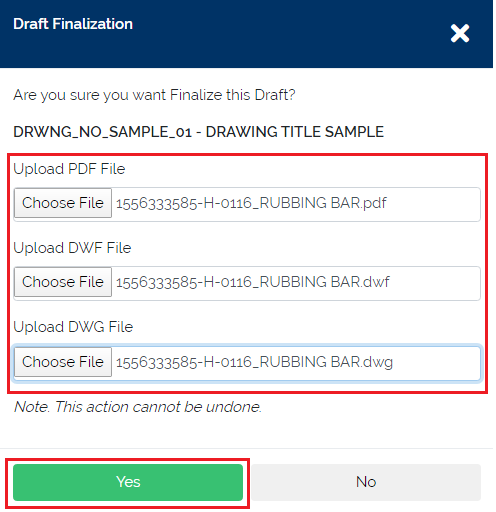 Draft Finalization
Are you sure you want Finalize this Draft?
DRWNG_NO_SAMPLE_01 - DRAWING TITLE SAMPLE
Upload PDF File
Choose File 1556333585-H-0116_RUBBING BAR.pdf
Upload DWF File
Choose File 1556333585-H-0116_RUBBING BAR.dwf
Upload DWG File
Choose File 1556333585-H-0116_RUBBING BAR.dwg
Note. This action cannot be undone.
Yes No